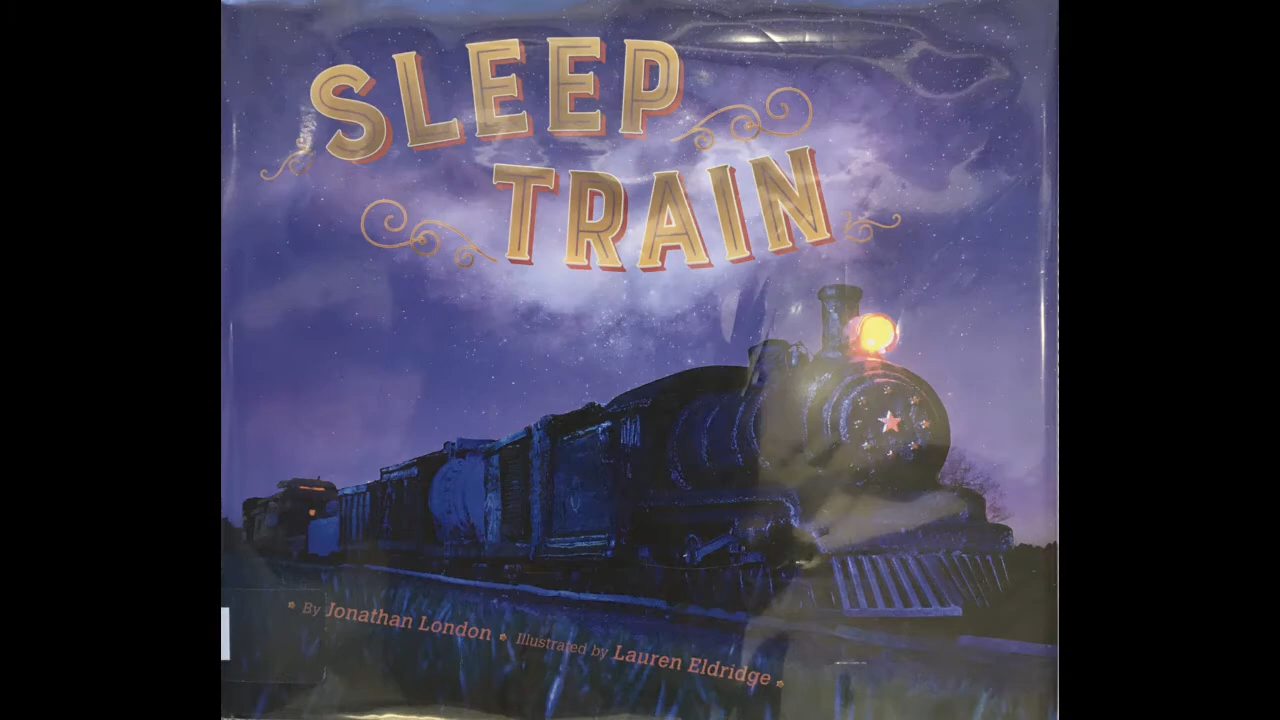 SLEEP
TRAIN
By Jonathan London • Illustrated by Lauren Eldridge